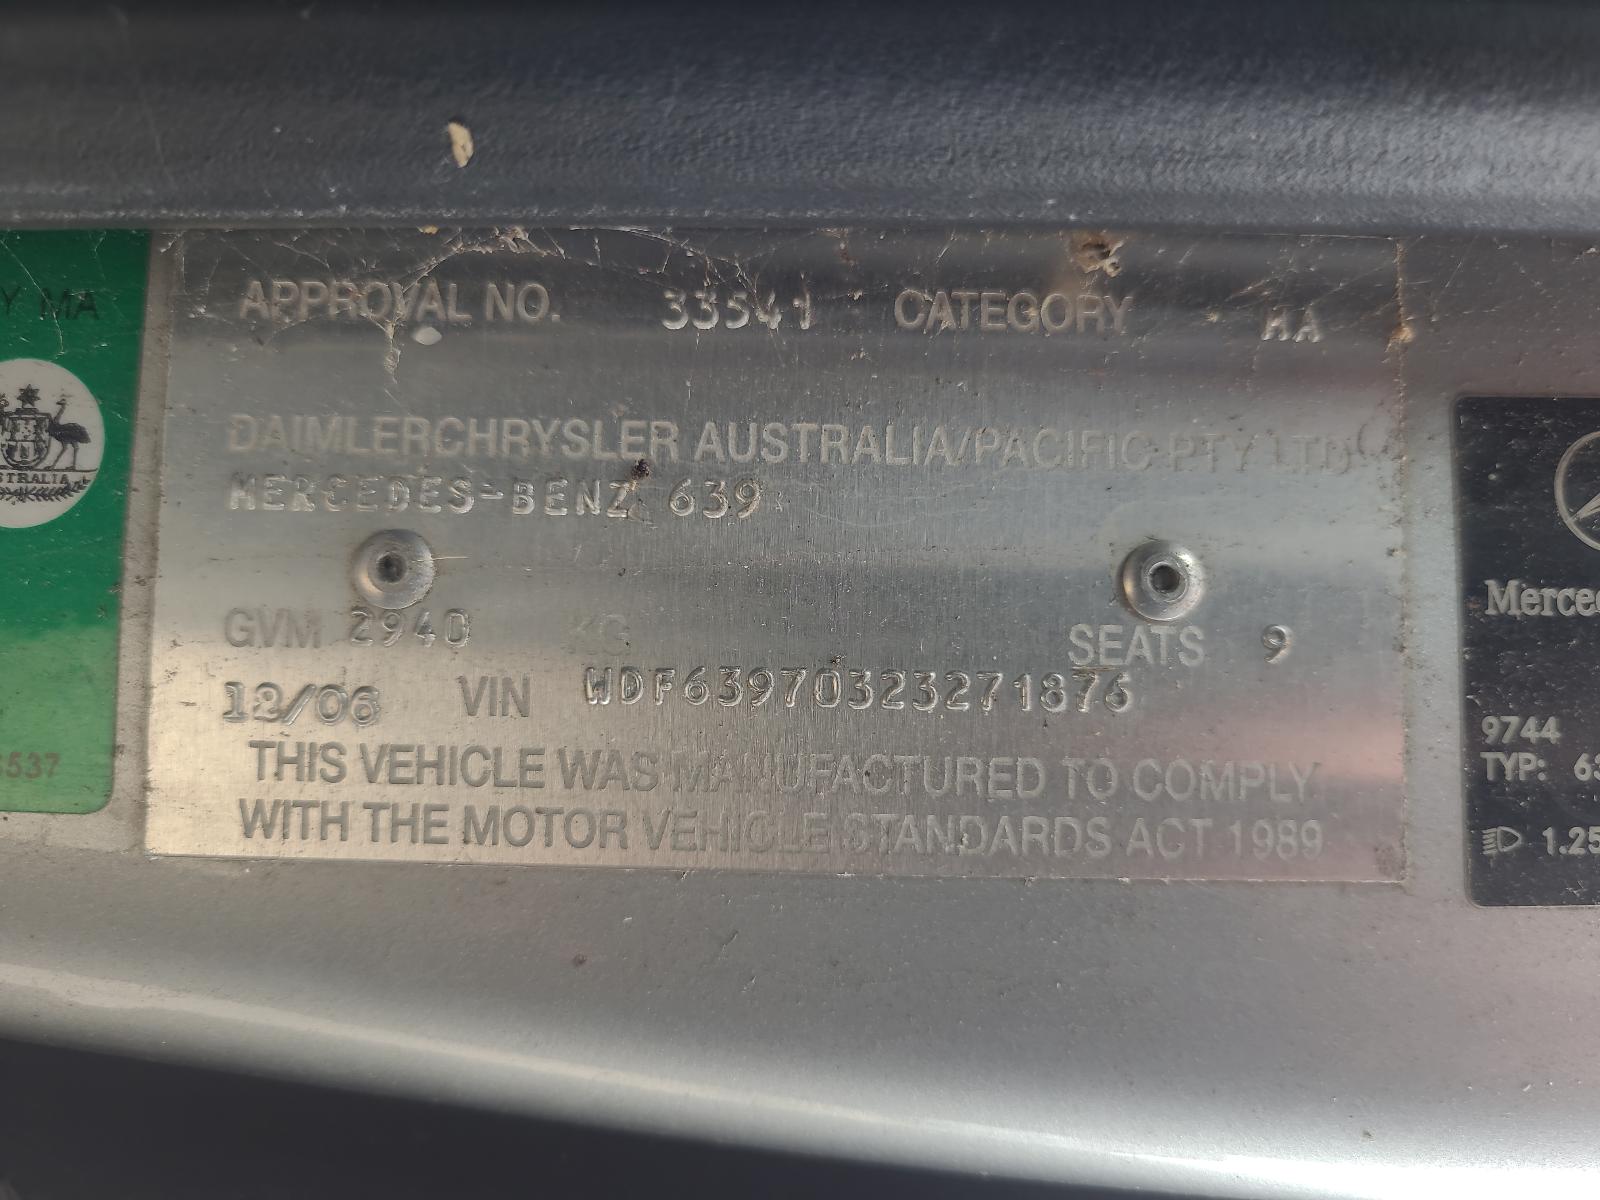 Y MA
STRALIA
537
APPROVAL NO. 33541 CATEGORY MA
DAIMLERCHRYSLER AUSTRALIA/PACIFIC PTY LTD
MERCEDES-BENZ 639
GVM 2940 KG SEATS 9
12/06 VIN WDF63970323271876
THIS VEHICLE WAS MANUFACTURED TO COMPLY
WITH THE MOTOR VEHICLE STANDARDS ACT 1989
Merced
9744
TYP: 63
1.25